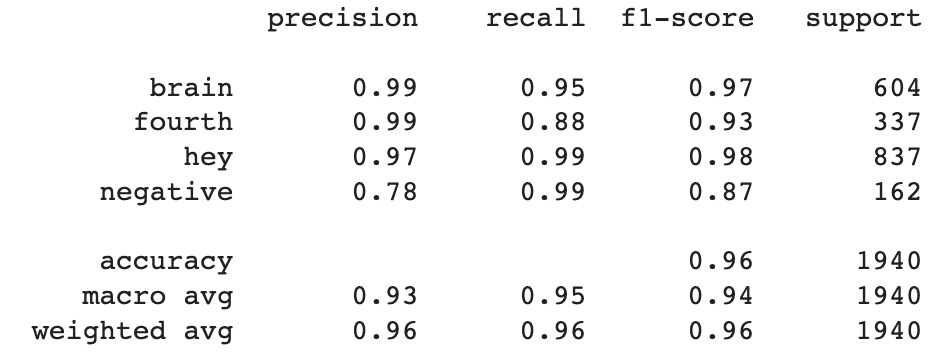 precision recall f1-score support
brain 0.99 0.95 0.97 604
fourth 0.99 0.88 0.93 337
hey 0.97 0.99 0.98 837
negative 0.78 0.99 0.87 162
accuracy 0.96 1940
macro avg 0.93 0.95 0.94 1940
weighted avg 0.96 0.96 0.96 1940